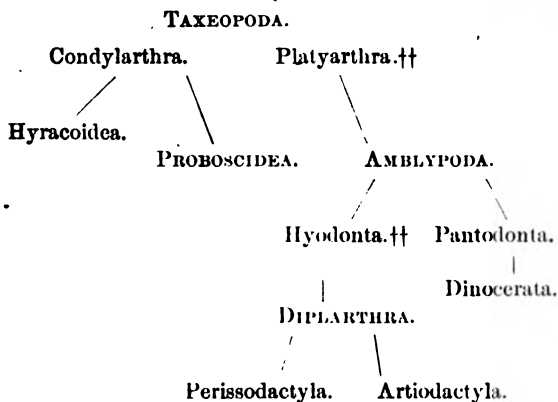 TAXEOPODA.
Condylarthra. Platyarthra.††
Hyracoidea.
PROBOSCIDEA. AMBLYPODA.
Hyodonta.†† Pantodonta.
Dinocerata.
DIPLARTHRA.
Perissodactyla. Artiodactyla.